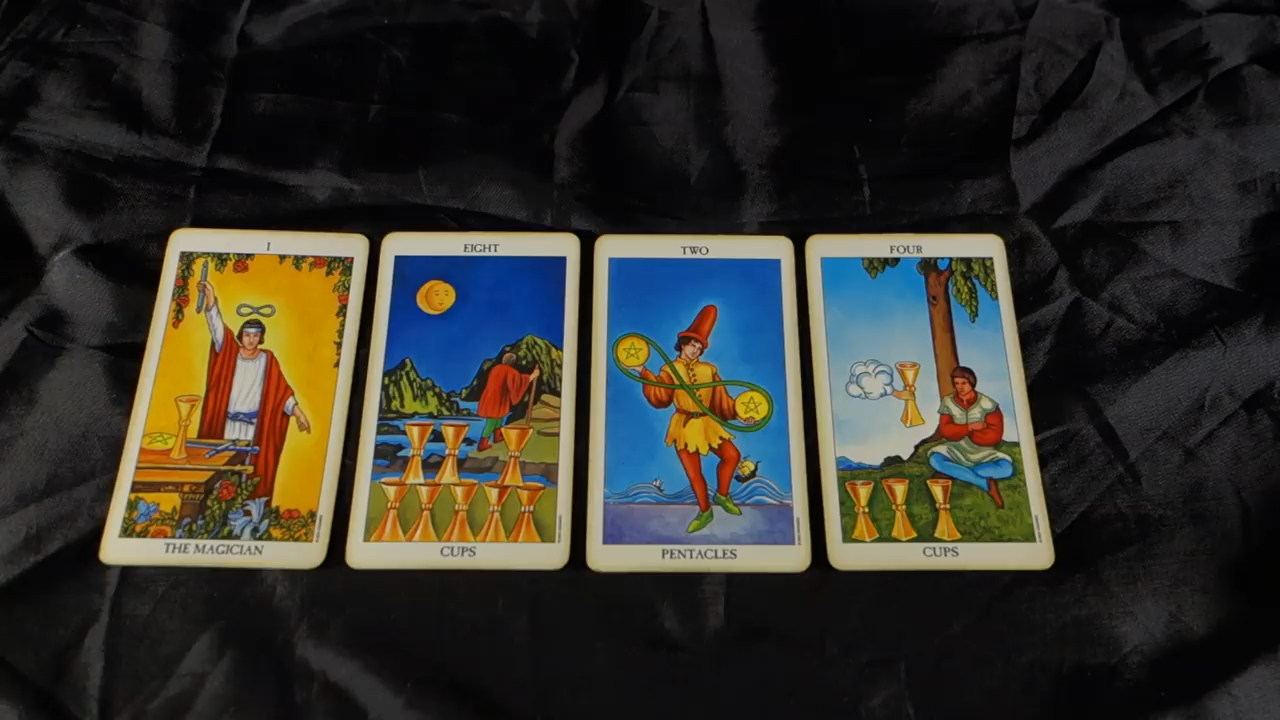 I
THE MAGICIAN
EIGHT
CUPS
TWO
PENTACLES
FOUR
CUPS